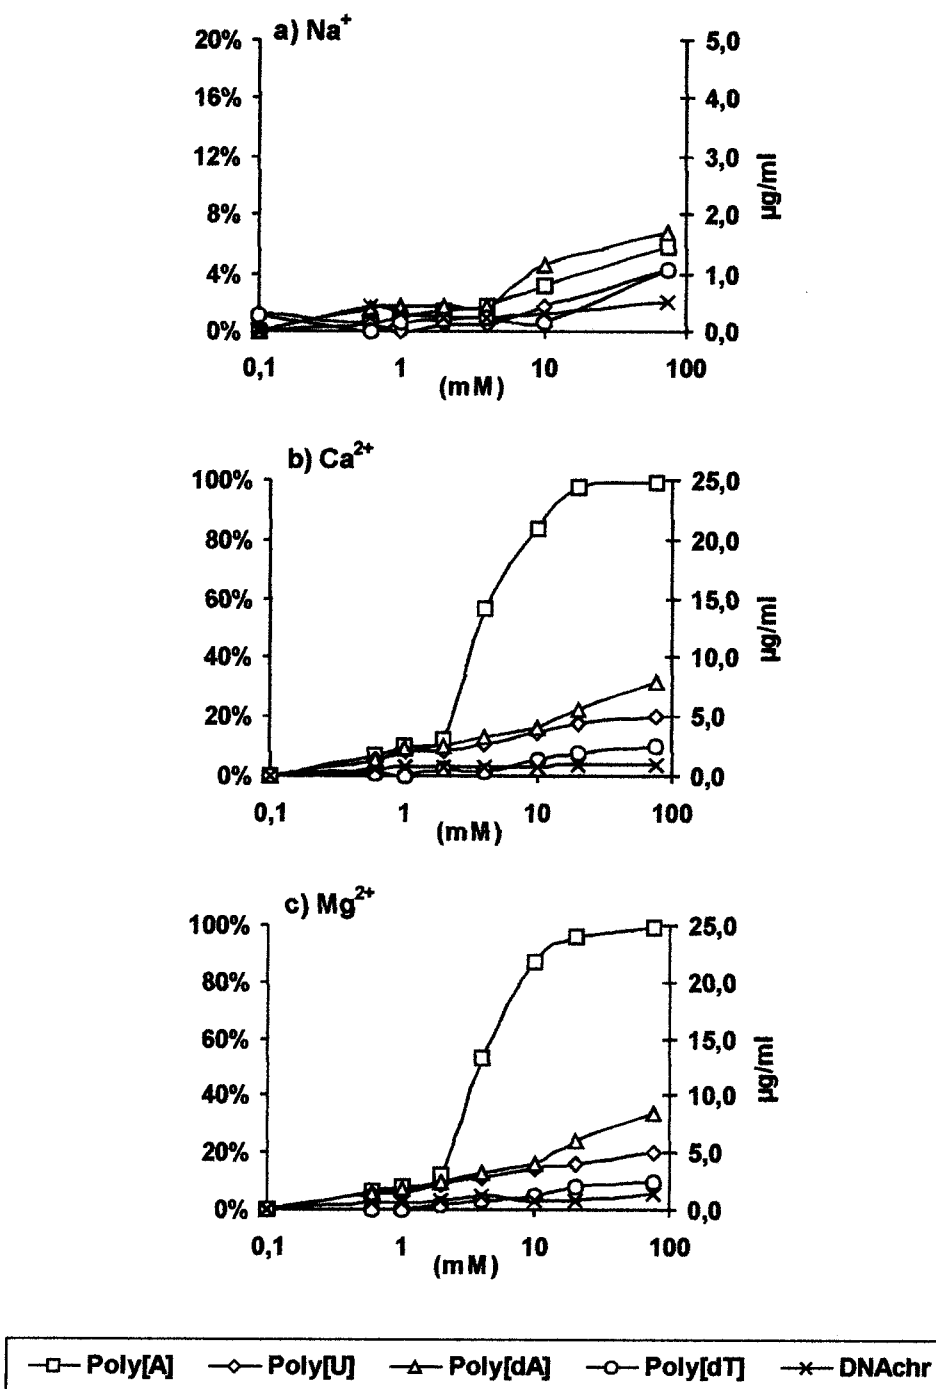 a) Na+
20% 5,0
16% 4,0
12% 3,0
8% 2,0
4% 1,0
0% 0,0
µg/ml
0,1 1 10 100
(mM)
b) Ca2+
100% 25,0
80% 20,0
60% 15,0
40% 10,0
20% 5,0
0% 0,0
µg/ml
0,1 1 10 100
(mM)
c) Mg2+
100% 25,0
80% 20,0
60% 15,0
40% 10,0
20% 5,0
0% 0,0
µg/ml
0,1 1 10 100
(mM)
Poly[A] Poly[U] Poly[dA] Poly[dT] DNAchr